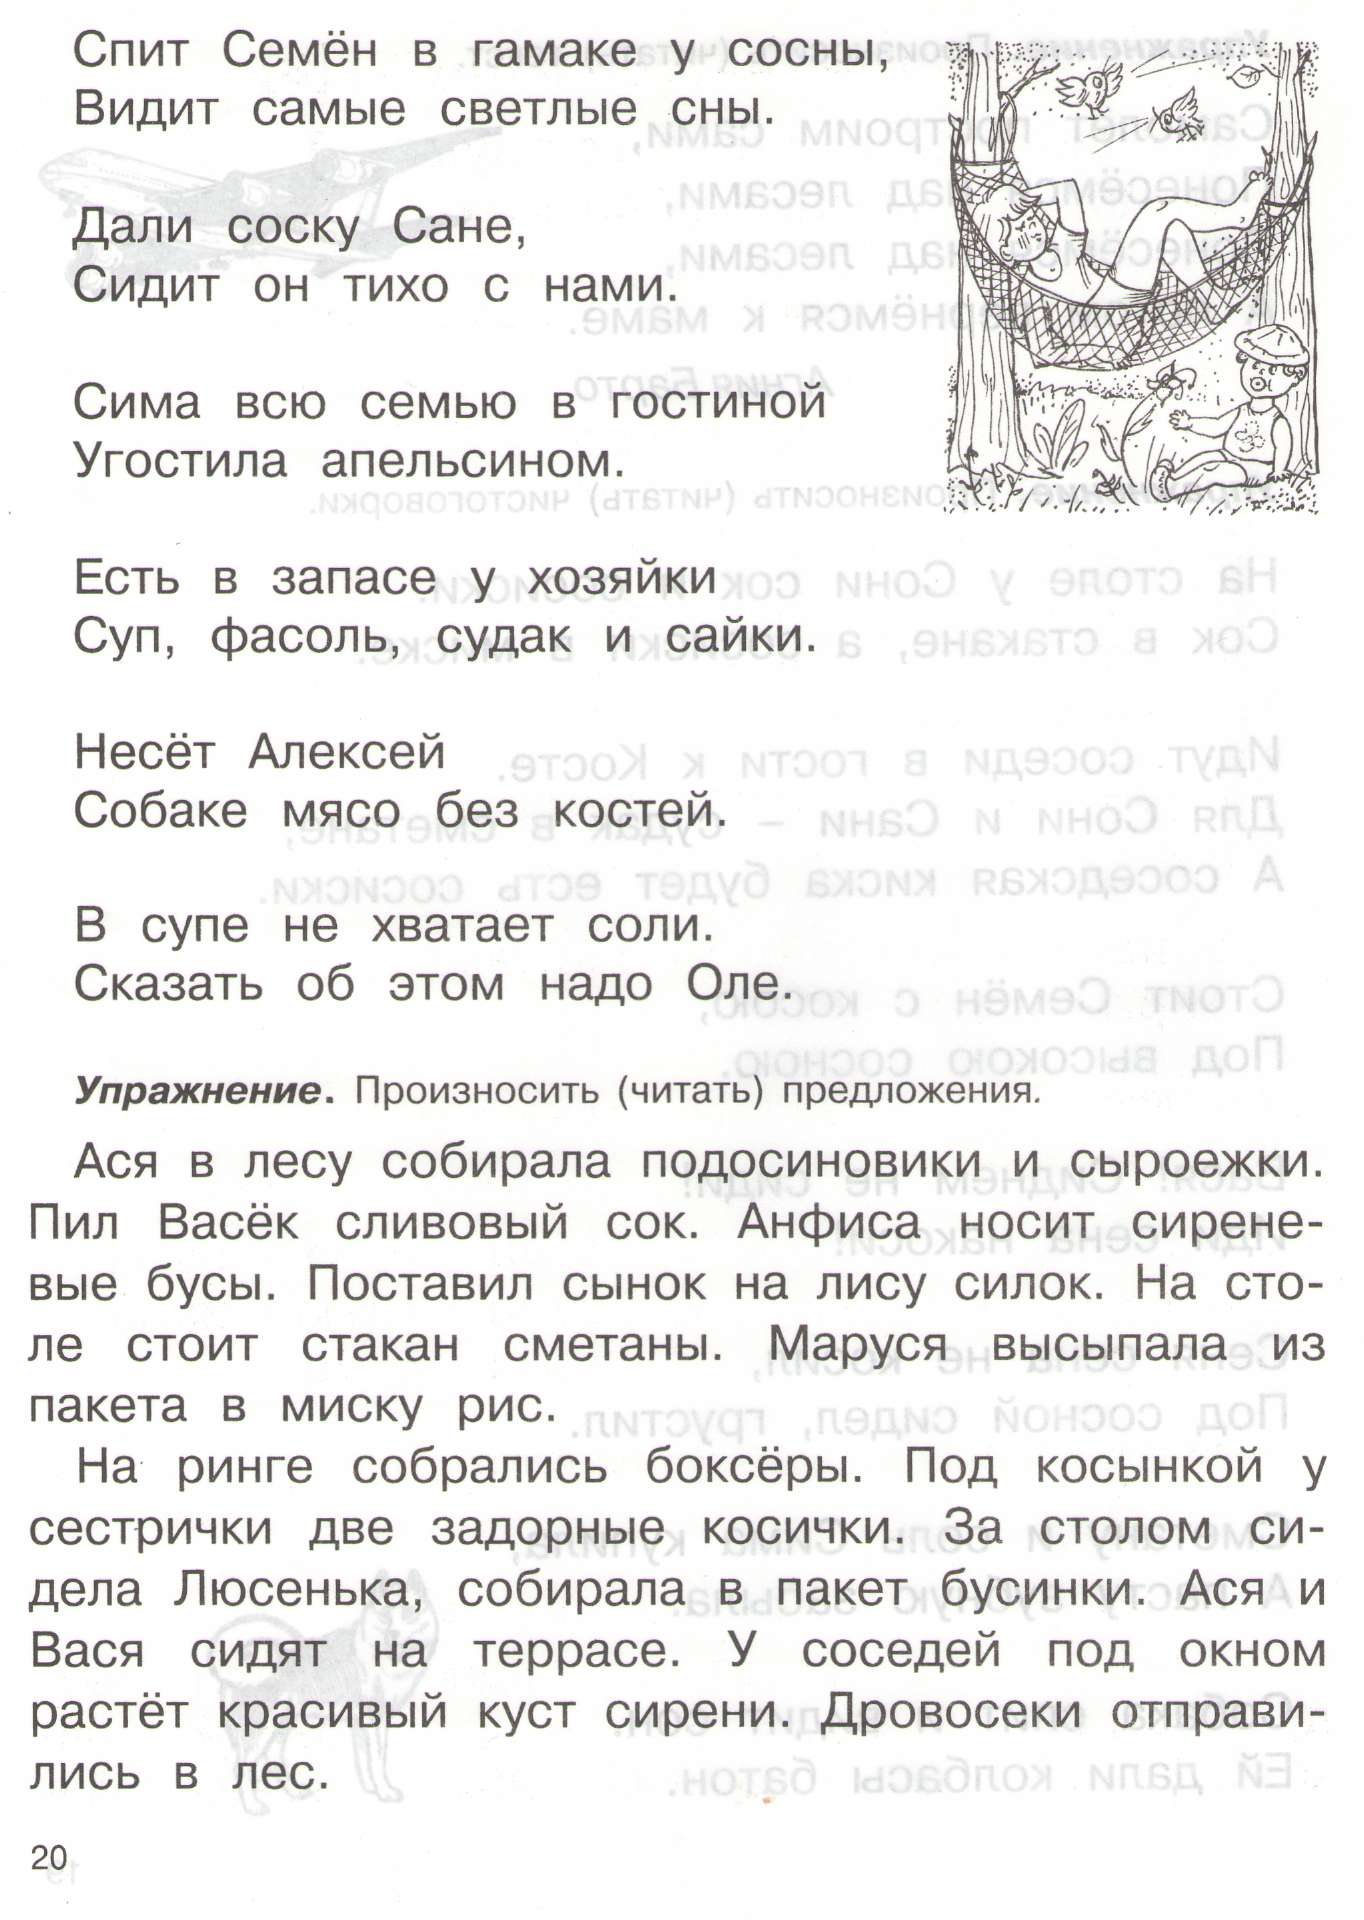 Спит Семён в гамаке у сосны,
Видит самые светлые сны.
Дали соску Сане,
Сидит он тихо с нами.
Сима всю семью в гостиной
Угостила апельсином.
Есть в запасе у хозяйки
Суп, фасоль, судак и сайки.
Несёт Алексей
Собаке мясо без костей.
В супе не хватает соли.
Сказать об этом надо Оле.
Упражнение. Произносить (читать) предложения.
Ася в лесу собирала подосиновики и сыроежки.
Пил Васёк сливовый сок. Анфиса носит сирене-
вые бусы. Поставил сынок на лису силок. На сто-
ле стоит стакан сметаны. Маруся высыпала из
пакета в миску рис.
На ринге собрались боксёры. Под косынкой у
сестрички две задорные косички. За столом си-
дела Люсенька, собирала в пакет бусинки. Ася и
Вася сидят на террасе. У соседей под окном
растёт красивый куст сирени. Дровосеки отправи-
лись в лес.
20